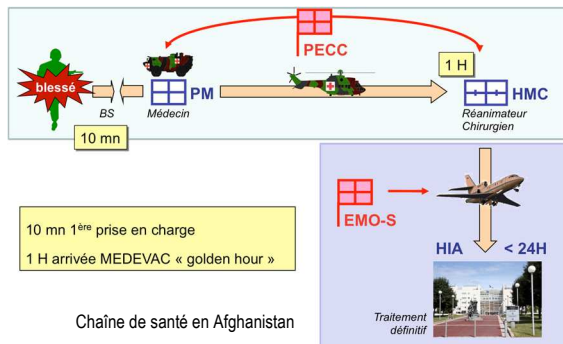 PECC
1 H
blessé
BS
PM
Médecin
HMC
Réanimateur
Chirurgien
10 mn
EMO-S
10 mn 1ère prise en charge
1 H arrivée MEDEVAC « golden hour »
HIA < 24H
Traitement
définitif
Chaîne de santé en Afghanistan